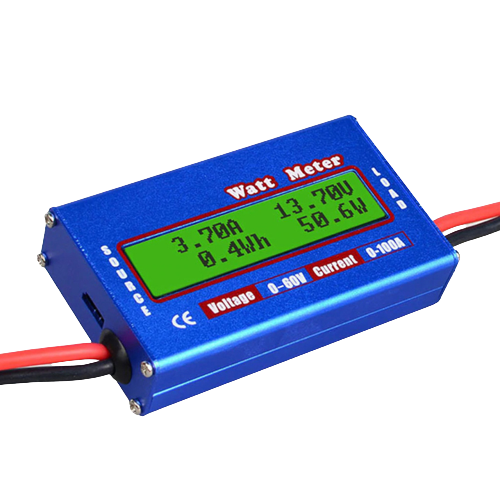 Watt Meter
SOURCE
3.70A 13.70V
0.4Wh 50.6W
LOAD
CE Voltage 0-60V Current 0-100A